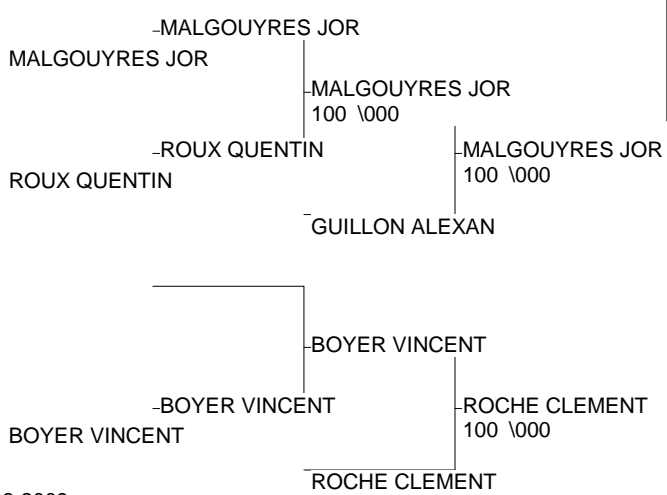 MALGOUYRES JOR
MALGOUYRES JOR
MALGOUYRES JOR
100 \000
ROUX QUENTIN
MALGOUYRES JOR
ROUX QUENTIN
100 \000
GUILLON ALEXAN
BOYER VINCENT
BOYER VINCENT
ROCHE CLEMENT
BOYER VINCENT
100 \000
ROCHE CLEMENT